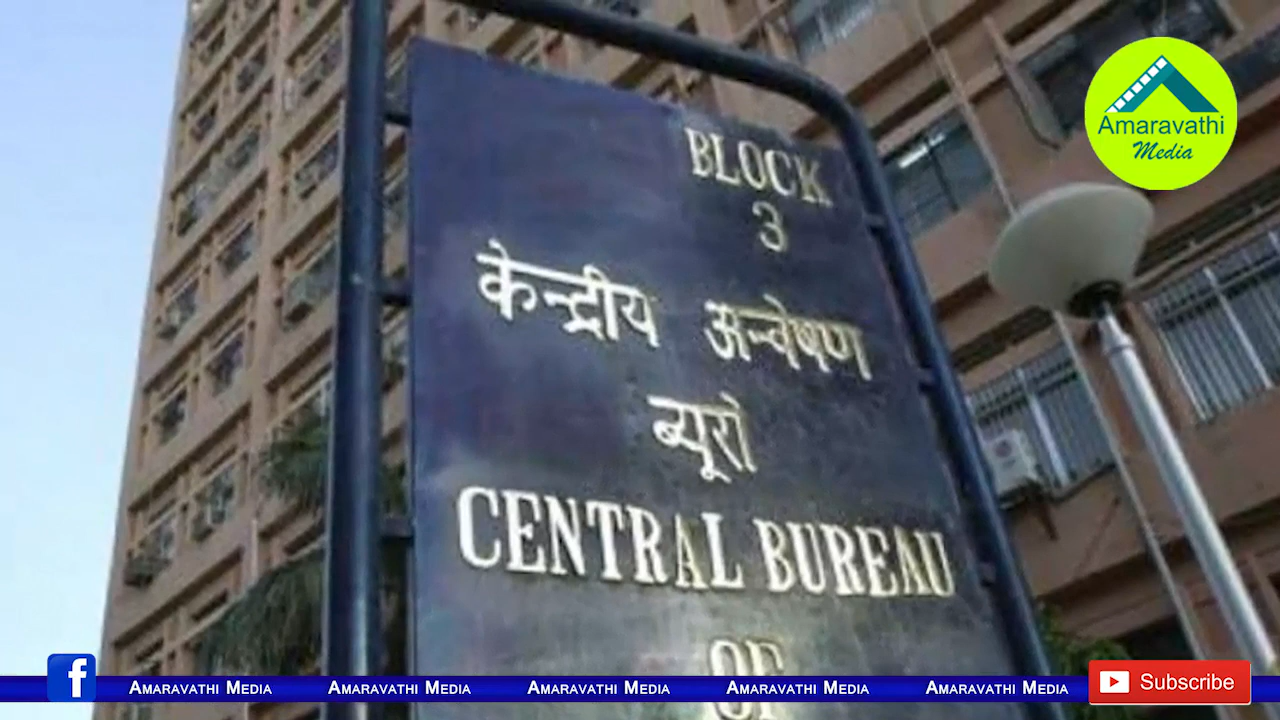 BLOCK
3
केन्द्रीय अन्वेषण
ब्यूरो
CENTRAL BUREAU
OF
Amaravathi
Media
f
Amaravathi Media Amaravathi Media Amaravathi Media Amaravathi Media Amaravathi Media
Subscribe